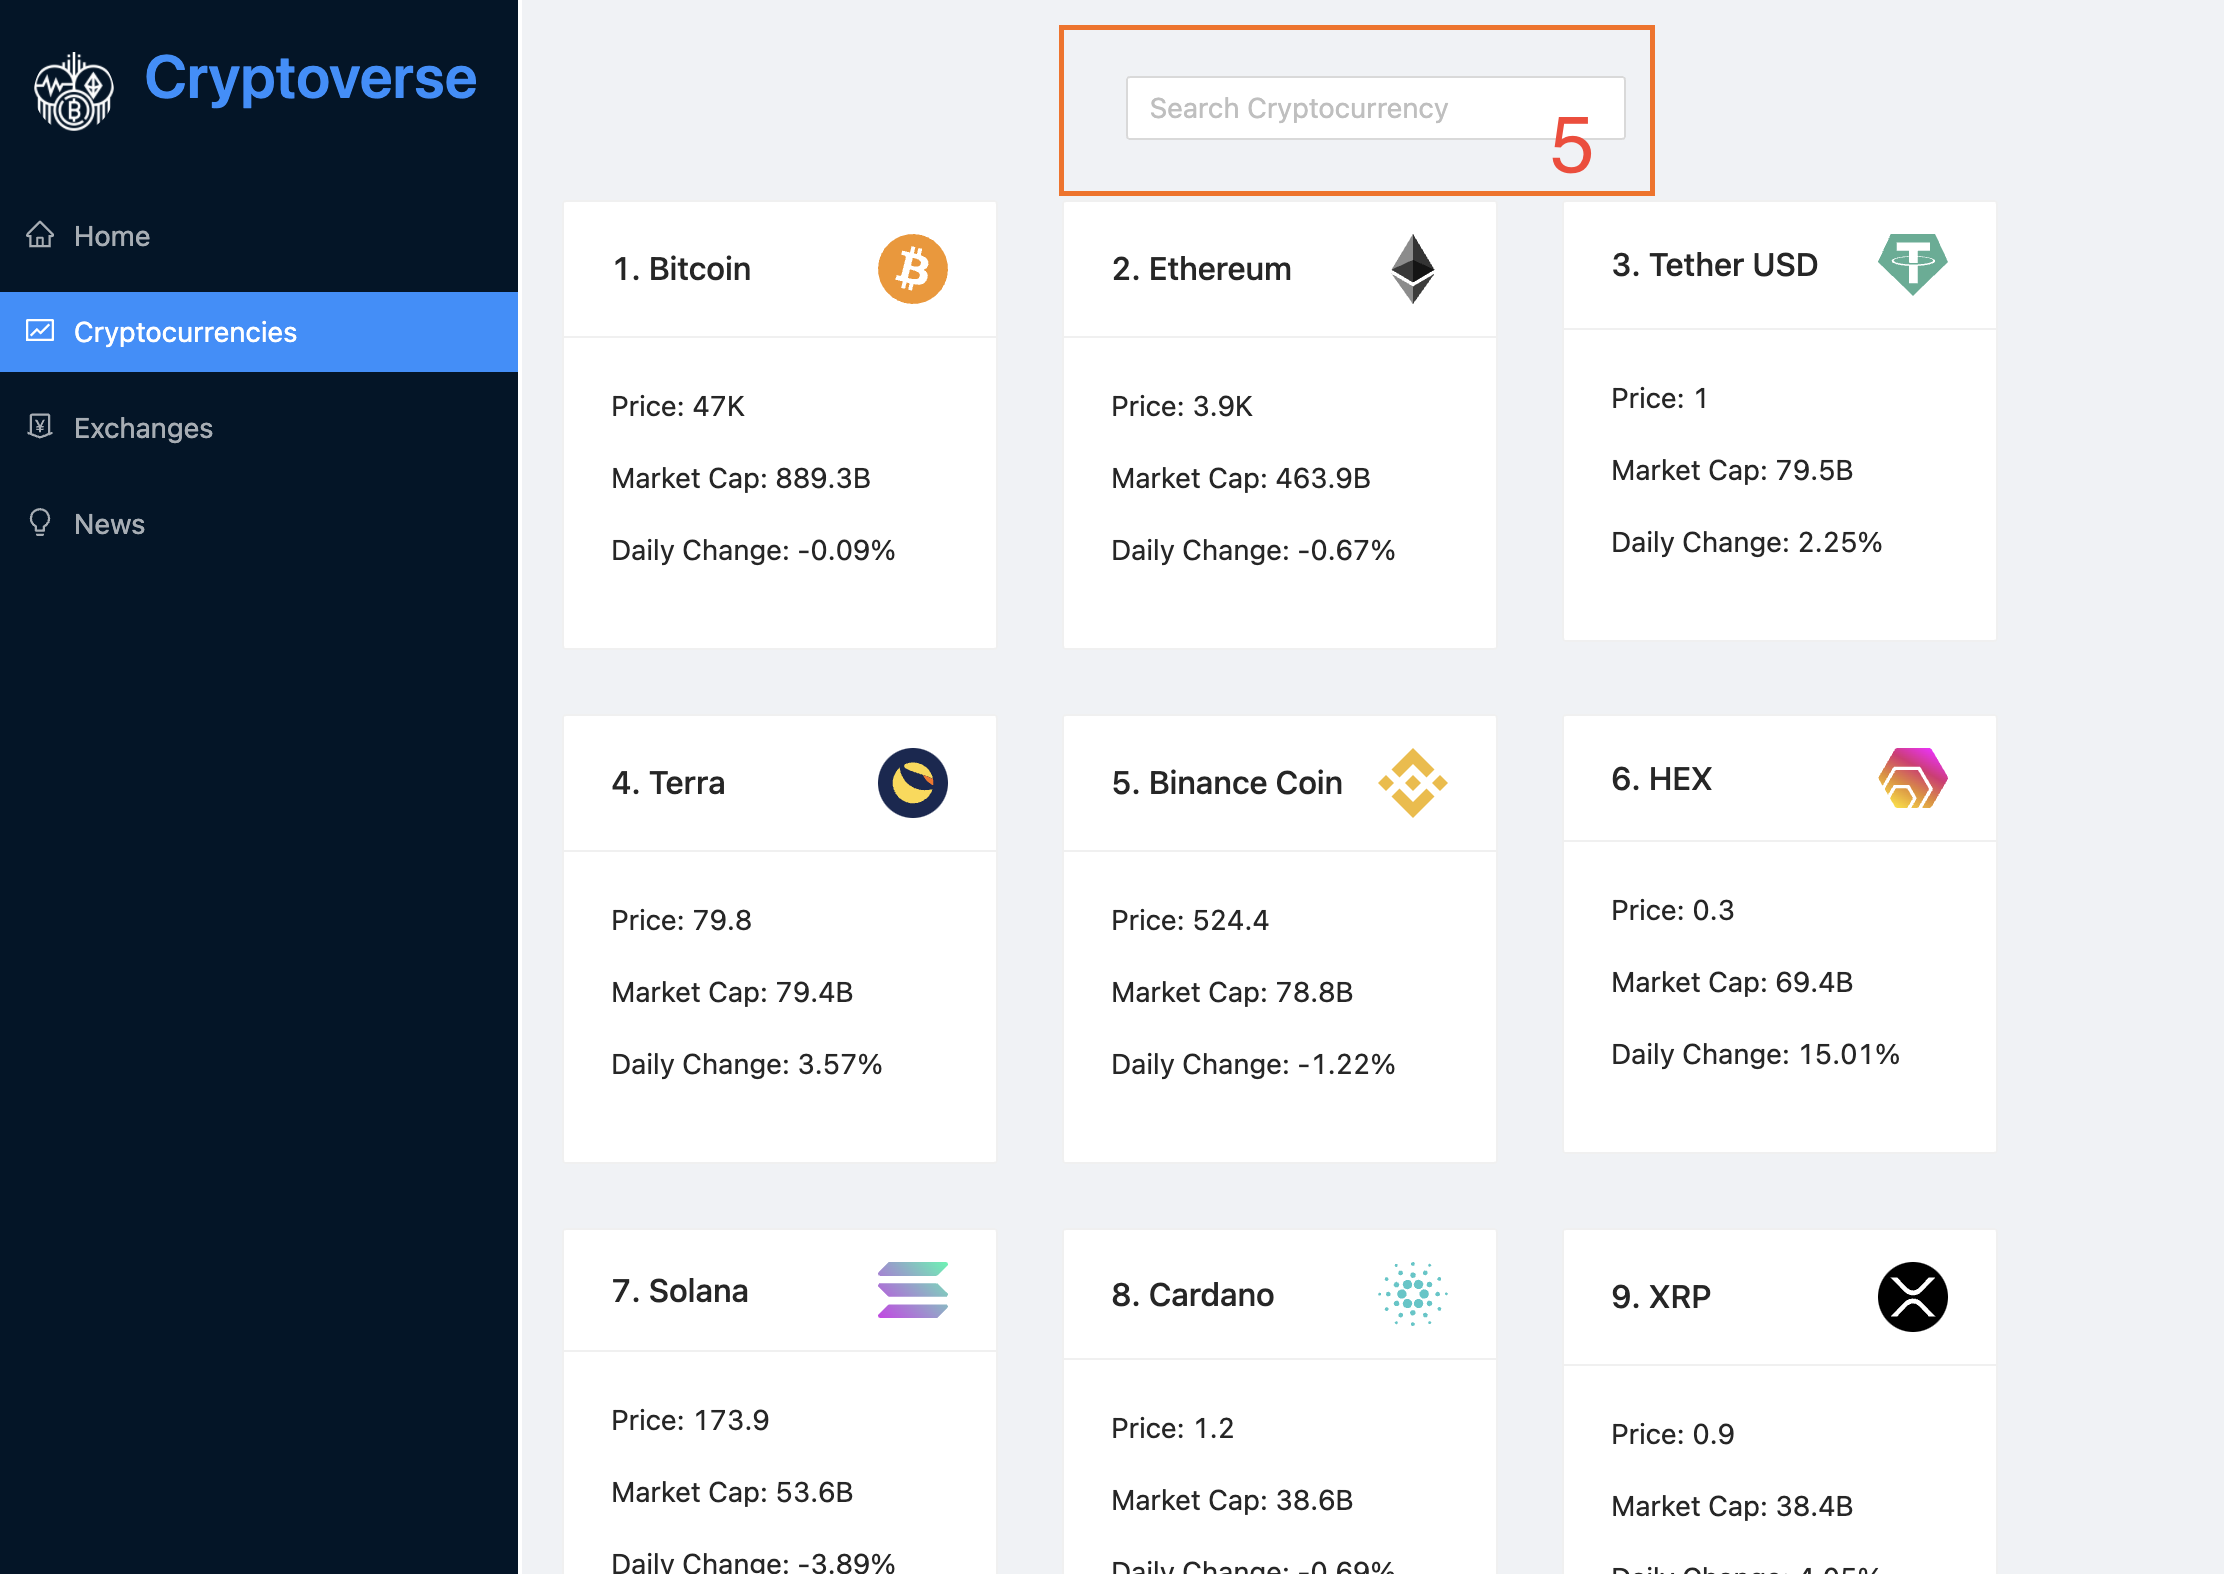 Cryptoverse
Home
Cryptocurrencies
Exchanges
News
Search Cryptocurrency
5
1. Bitcoin
Price: 47K
Market Cap: 889.3B
Daily Change: -0.09%
2. Ethereum
Price: 3.9K
Market Cap: 463.9B
Daily Change: -0.67%
3. Tether USD
Price: 1
Market Cap: 79.5B
Daily Change: 2.25%
4. Terra
Price: 79.8
Market Cap: 79.4B
Daily Change: 3.57%
5. Binance Coin
Price: 524.4
Market Cap: 78.8B
Daily Change: -1.22%
6. HEX
Price: 0.3
Market Cap: 69.4B
Daily Change: 15.01%
7. Solana
Price: 173.9
Market Cap: 53.6B
Daily Change: -3.89%
8. Cardano
Price: 1.2
Market Cap: 38.6B
Daily Change: -0.69%
9. XRP
Price: 0.9
Market Cap: 38.4B
Daily Change: